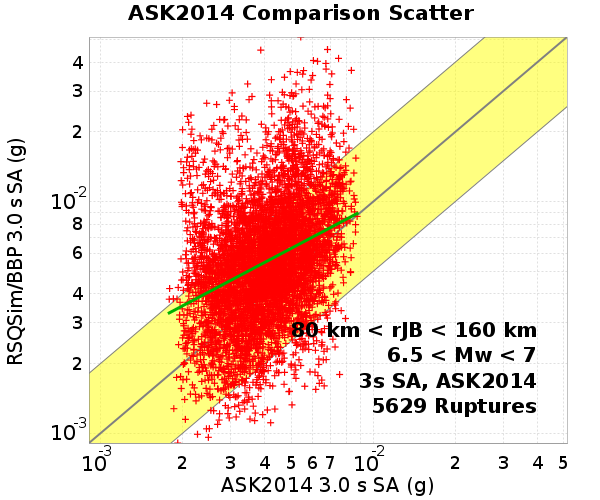 ASK2014 Comparison Scatter
RSQSim/BBP 3.0 s SA (g)
4
3
2
10-2
8
6
4
3
2
10-3
80 km < rJB < 160 km
6.5 < Mw < 7
3s SA, ASK2014
5629 Ruptures
10-3 2 3 4 5 6 7 10-2 2 3 4 5
ASK2014 3.0 s SA (g)